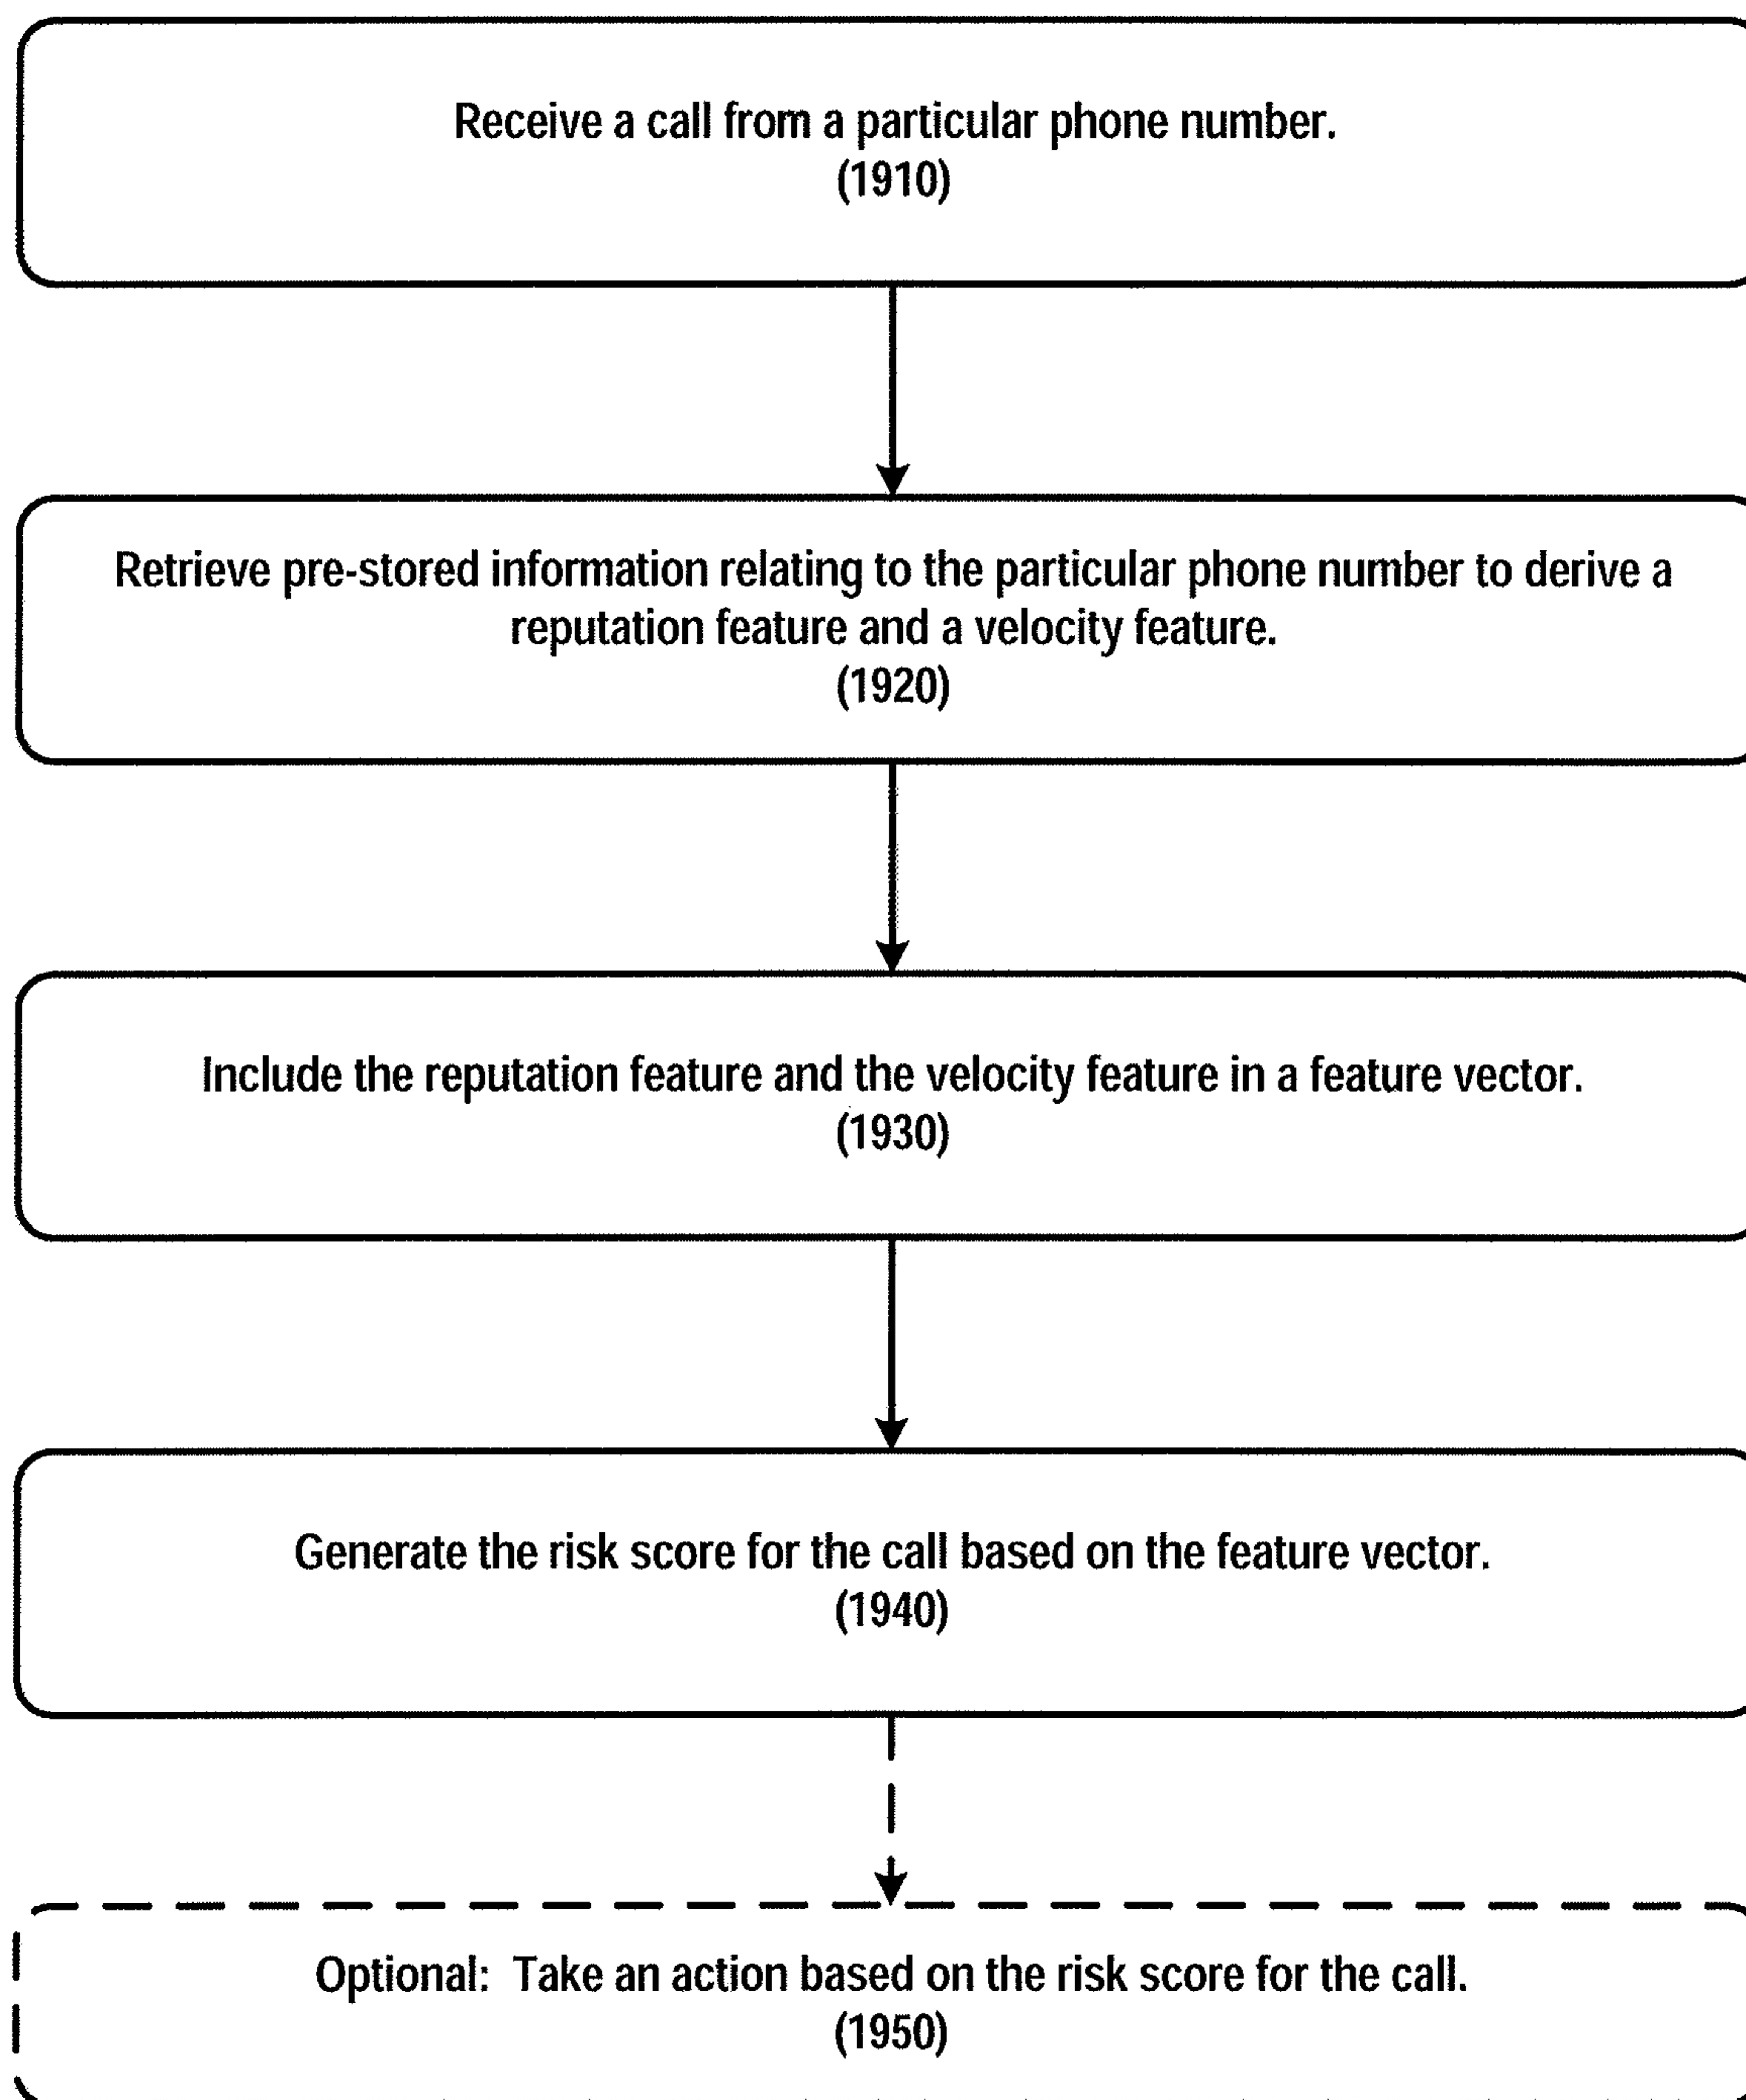 Receive a call from a particular phone number.
(1910)
Retrieve pre-stored information relating to the particular phone number to derive a
reputation feature and a velocity feature.
(1920)
Include the reputation feature and the velocity feature in a feature vector.
(1930)
Generate the risk score for the call based on the feature vector.
(1940)
Optional: Take an action based on the risk score for the call.
(1950)